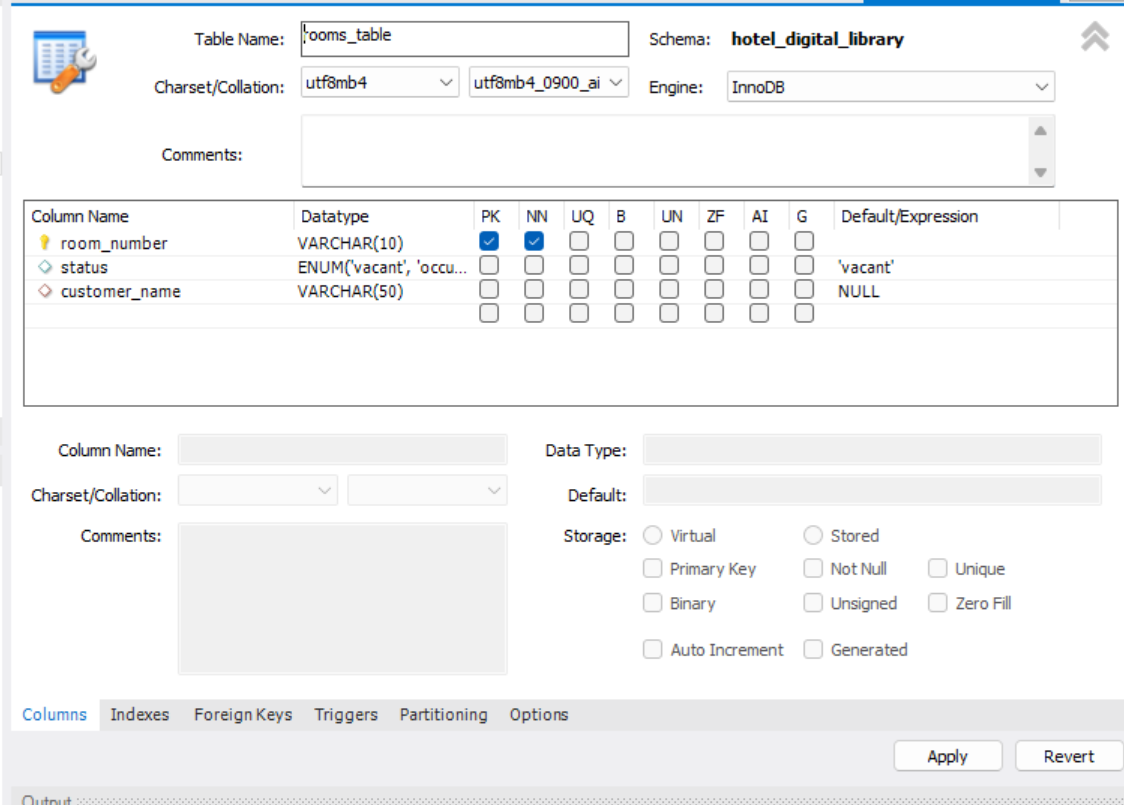 Table Name: rooms_table Schema: hotel_digital_library
Charset/Collation: utf8mb4 utf8mb4_0900_ai Engine: InnoDB
Comments:
Column Name Datatype PK NN UQ B UN ZF AI G Default/Expression
room_number VARCHAR(10)
status ENUM('vacant', 'occu... 'vacant'
customer_name VARCHAR(50) NULL
Column Name: Data Type:
Charset/Collation: Default:
Comments: Storage: Virtual Stored
Primary Key Not Null Unique
Binary Unsigned Zero Fill
Auto Increment Generated
Columns Indexes Foreign Keys Triggers Partitioning Options
Apply Revert
Output